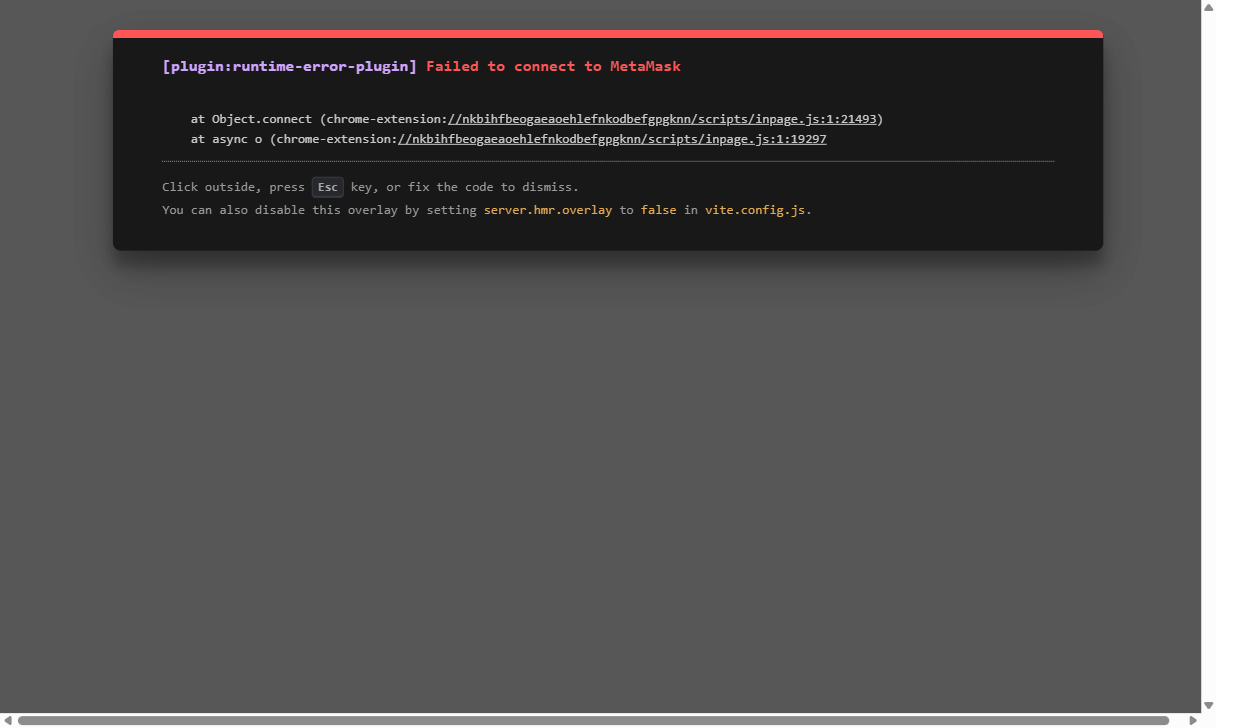 [plugin:runtime-error-plugin] Failed to connect to MetaMask
at Object.connect (chrome-extension://nkbihfbeogaeaoehlefnkodbefgpgknn/scripts/inpage.js:1:21493)
at async o (chrome-extension://nkbihfbeogaeaoehlefnkodbefgpgknn/scripts/inpage.js:1:19297
Click outside, press Esc key, or fix the code to dismiss.
You can also disable this overlay by setting server.hmr.overlay to false in vite.config.js.